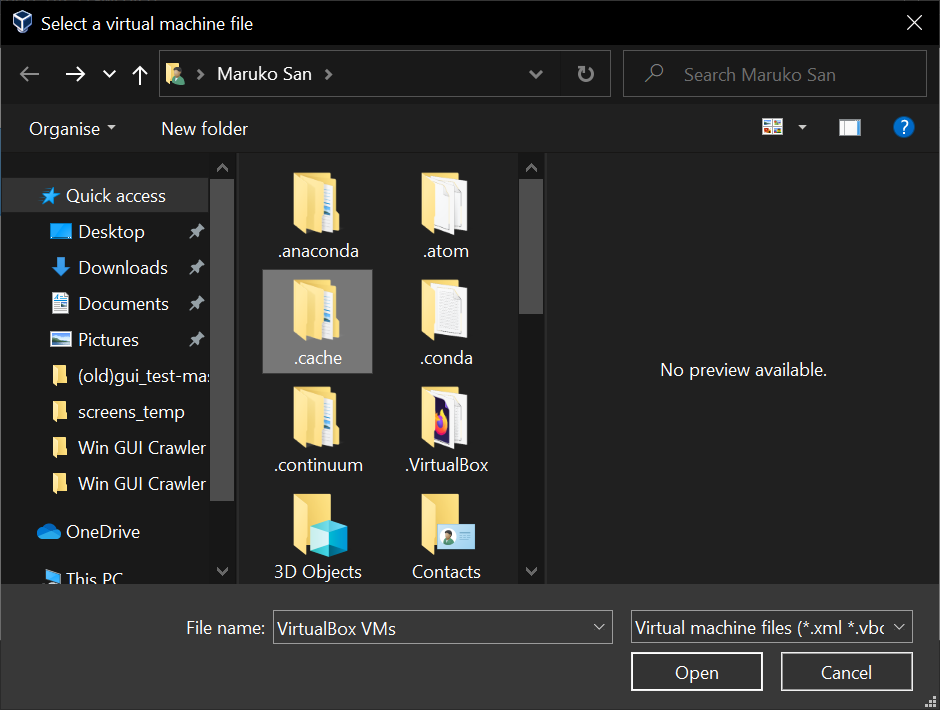 Select a virtual machine file
Maruko San
Search Maruko San
Organise
New folder
?
Quick access
Desktop
Downloads
Documents
Pictures
(old)gui_test-mas
screens_temp
Win GUI Crawler
Win GUI Crawler
OneDrive
This PC
.anaconda
.atom
.cache
.conda
.continuum
.VirtualBox
3D Objects
Contacts
No preview available.
File name:
VirtualBox VMs
Virtual machine files (*.xml *.vbo
Open
Cancel